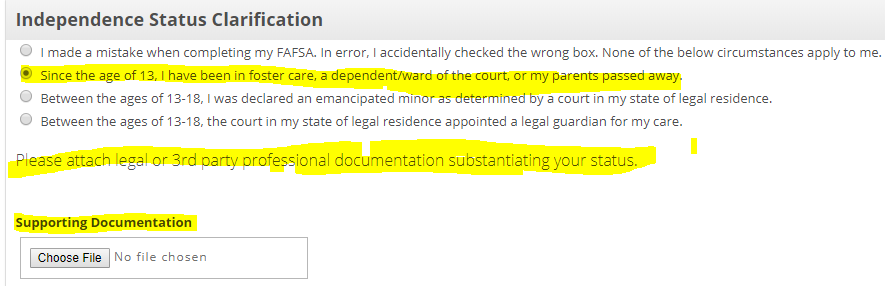 Independence Status Clarification
I made a mistake when completing my FAFSA. In error, I accidentally checked the wrong box. None of the below circumstances apply to me.
Since the age of 13, I have been in foster care, a dependent/ward of the court, or my parents passed away.
Between the ages of 13-18, I was declared an emancipated minor as determined by a court in my state of legal residence.
Between the ages of 13-18, the court in my state of legal residence appointed a legal guardian for my care.
Please attach legal or 3rd party professional documentation substantiating your status.
Supporting Documentation
Choose File No file chosen